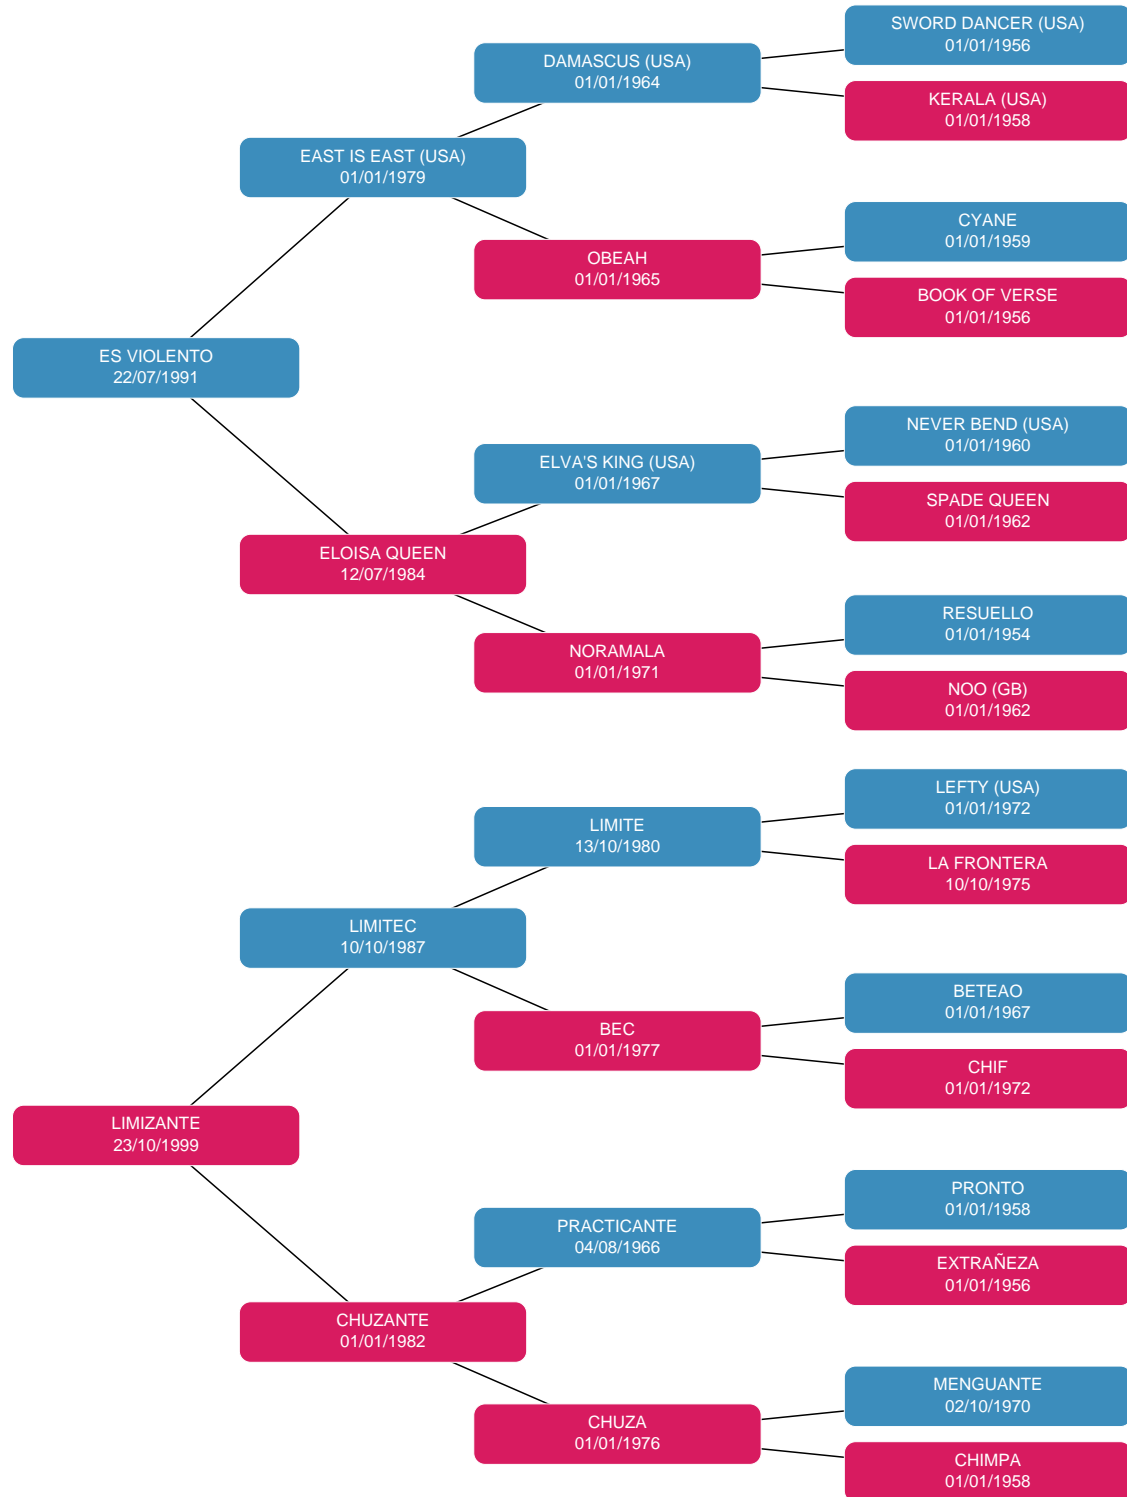 SWORD DANCER (USA)
01/01/1956
DAMASCUS (USA)
01/01/1964
KERALA (USA)
01/01/1958
EAST IS EAST (USA)
01/01/1979
CYANE
01/01/1959
OBEAH
01/01/1965
BOOK OF VERSE
01/01/1956
ES VIOLENTO
22/07/1991
NEVER BEND (USA)
01/01/1960
ELVA'S KING (USA)
01/01/1967
SPADE QUEEN
01/01/1962
ELOISA QUEEN
12/07/1984
RESUELLO
01/01/1954
NORAMALA
01/01/1971
NOO (GB)
01/01/1962
LEFTY (USA)
01/01/1972
LIMITE
13/10/1980
LA FRONTERA
10/10/1975
LIMITEC
10/10/1987
BETEAO
01/01/1967
BEC
01/01/1977
CHIF
01/01/1972
LIMIZANTE
23/10/1999
PRONTO
01/01/1958
PRACTICANTE
04/08/1966
EXTRAÑEZA
01/01/1956
CHUZANTE
01/01/1982
MENGUANTE
02/10/1970
CHUZA
01/01/1976
CHIMPA
01/01/1958